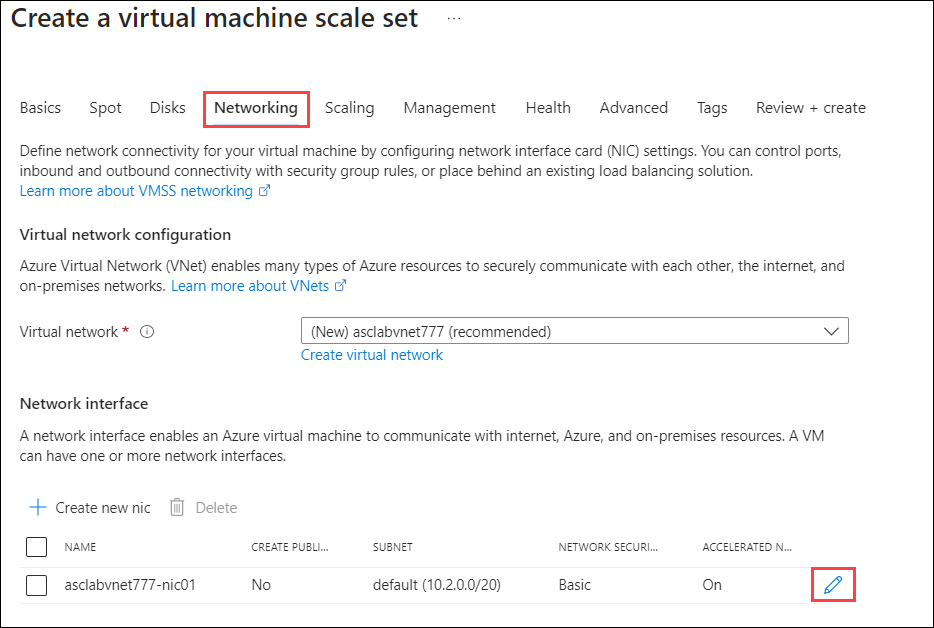 Create a virtual machine scale set ...
Basics Spot Disks Networking Scaling Management Health Advanced Tags Review + create
Define network connectivity for your virtual machine by configuring network interface card (NIC) settings. You can control ports,
inbound and outbound connectivity with security group rules, or place behind an existing load balancing solution.
Learn more about VMSS networking
Virtual network configuration
Azure Virtual Network (VNet) enables many types of Azure resources to securely communicate with each other, the internet, and
on-premises networks. Learn more about VNets
Virtual network *
(New) asclabvnet777 (recommended)
Create virtual network
Network interface
A network interface enables an Azure virtual machine to communicate with internet, Azure, and on-premises resources. A VM
can have one or more network interfaces.
Create new nic Delete
NAME CREATE PUBLI... SUBNET NETWORK SECURI... ACCELERATED N...
asclabvnet777-nic01 No default (10.2.0.0/20) Basic On